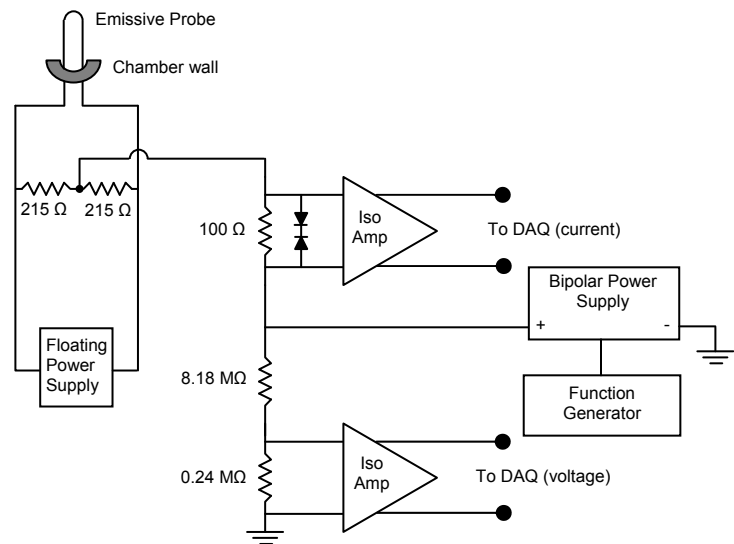 Emissive Probe
Chamber wall
215 Ω
215 Ω
100 Ω
Iso
Amp
To DAQ (current)
Bipolar Power
Supply
+
-
Floating
Power
Supply
8.18 MΩ
Function
Generator
0.24 MΩ
Iso
Amp
To DAQ (voltage)